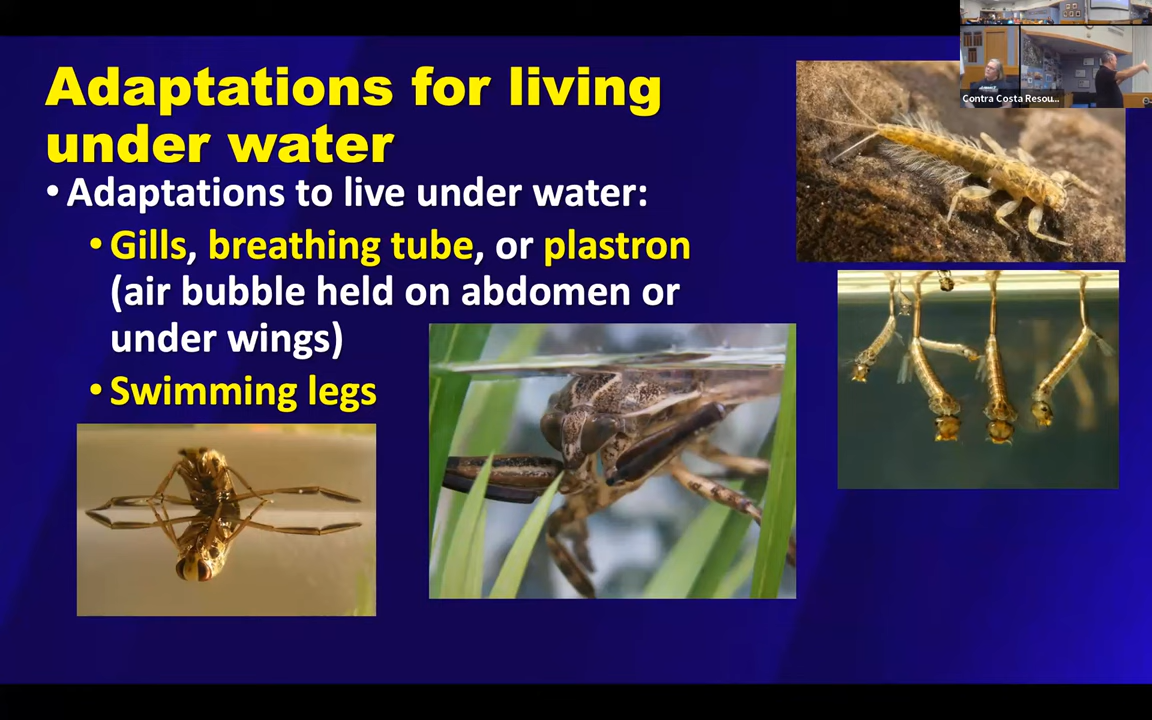 Adaptations for living
under water
• Adaptations to live under water:
• Gills, breathing tube, or plastron
(air bubble held on abdomen or
under wings)
• Swimming legs
Contra Costa Resou...